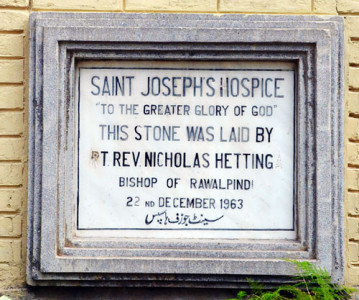 SAINT JOSEPH'S HOSPICE
"TO THE GREATER GLORY OF GOD"
THIS STONE WAS LAID BY
RT. REV. NICHOLAS HETTINGA
BISHOP OF RAWALPINDI
22 ND DECEMBER 1963
سینٹ جوزف ہاسپس